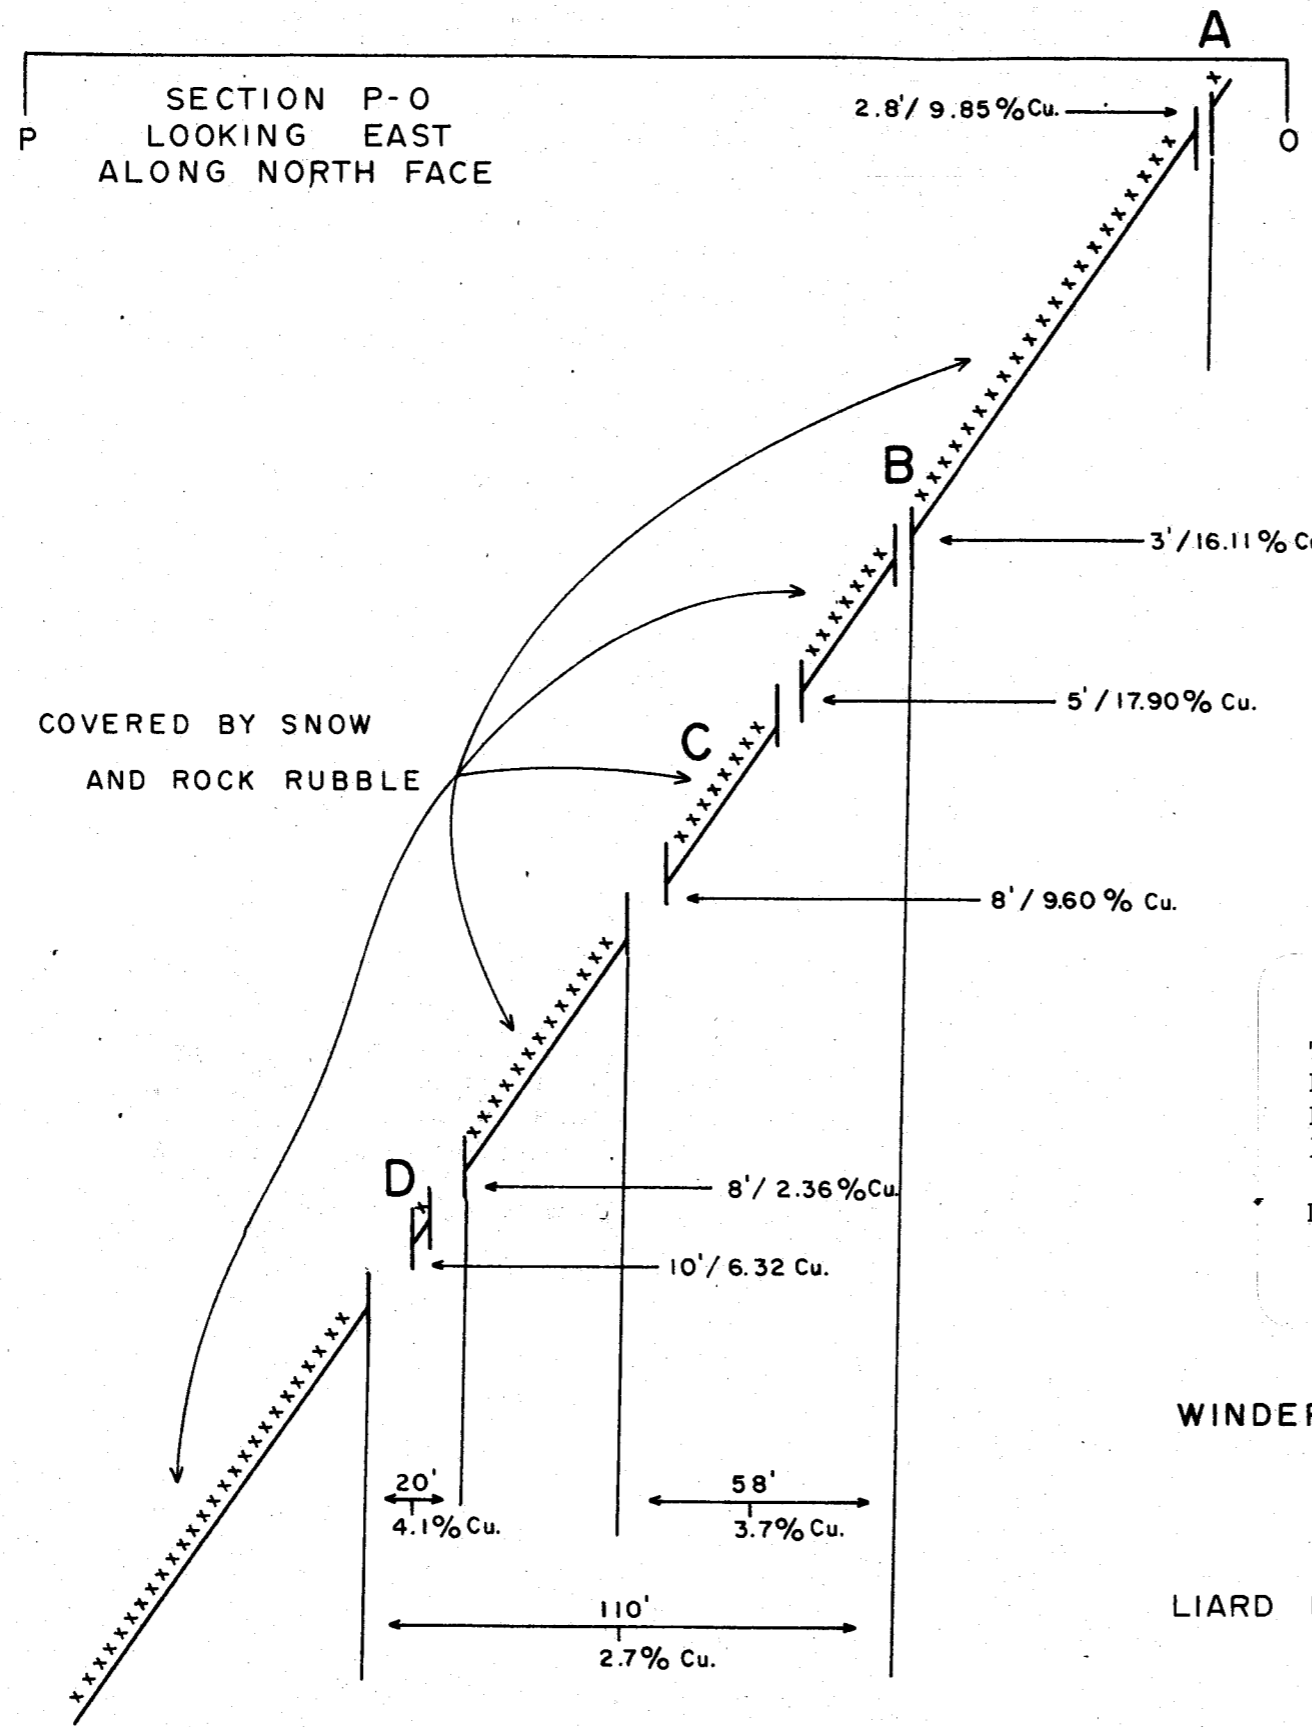 A
SECTION P-O
LOOKING EAST
ALONG NORTH FACE
P
O
2.8'/ 9.85% Cu.
B
3'/16.11%
5'/17.90% Cu.
COVERED BY SNOW
AND ROCK RUBBLE
C
8'/ 9.60 % Cu.
D
8'/ 2.36% Cu.
10'/ 6.32 Cu.
20'
4.1% Cu.
58'
3.7% Cu.
110'
2.7% Cu.
LIARD